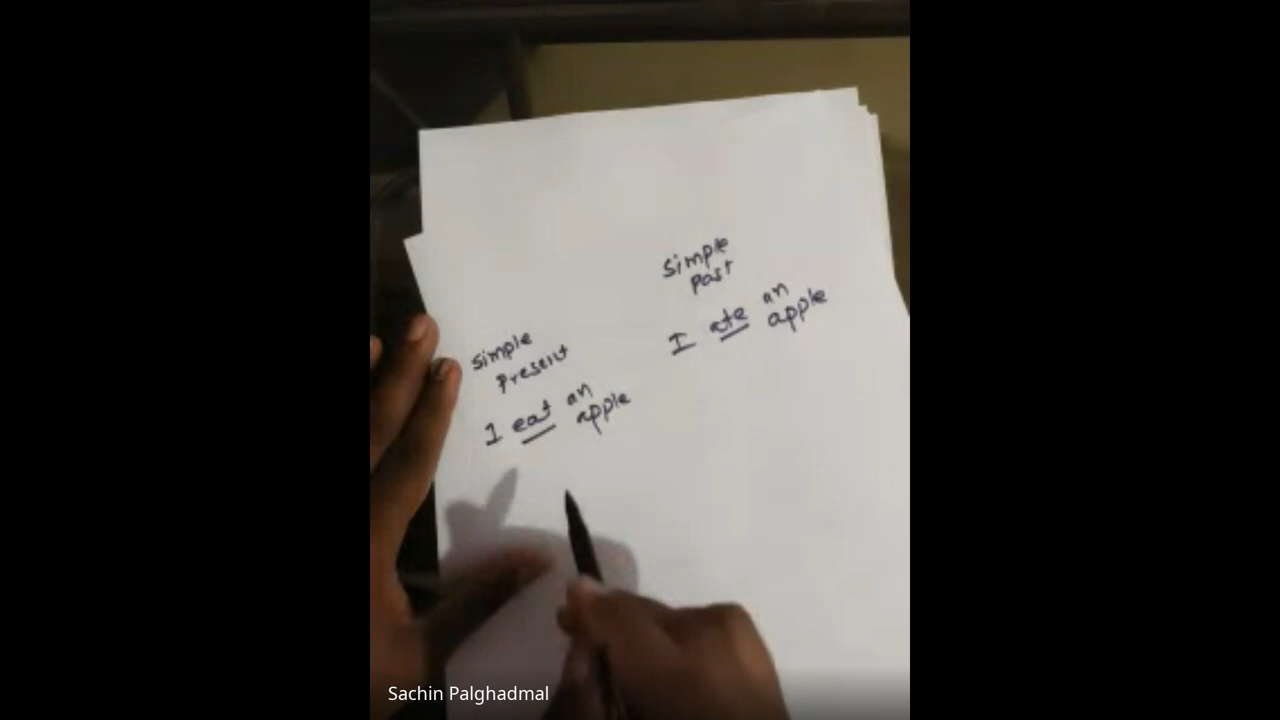 simple
past
I ate an
apple
simple
present
I eat an
apple
Sachin Palghadmal